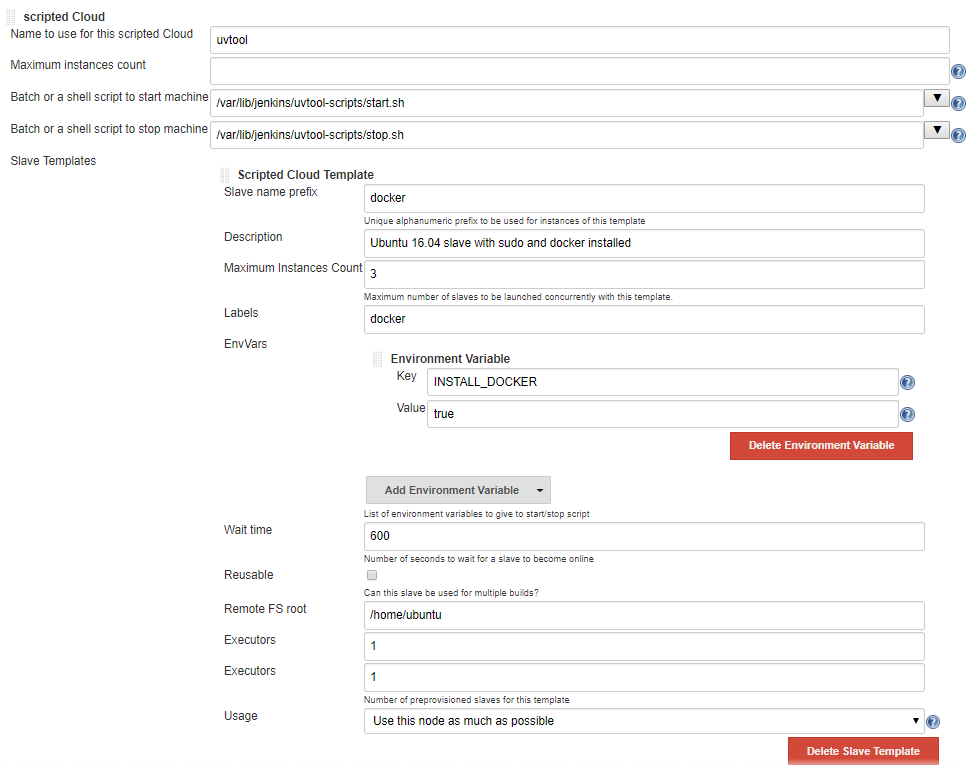 scripted Cloud
Name to use for this scripted Cloud uvtool
Maximum instances count
Batch or a shell script to start machine /var/lib/jenkins/uvtool-scripts/start.sh
Batch or a shell script to stop machine /var/lib/jenkins/uvtool-scripts/stop.sh
Slave Templates
Scripted Cloud Template
Slave name prefix docker
Unique alphanumeric prefix to be used for instances of this template
Description Ubuntu 16.04 slave with sudo and docker installed
Maximum Instances Count 3
Maximum number of slaves to be launched concurrently with this template.
Labels docker
EnvVars
Environment Variable
Key INSTALL_DOCKER
Value true
Delete Environment Variable
Add Environment Variable
List of environment variables to give to start/stop script
Wait time 600
Number of seconds to wait for a slave to become online
Reusable
Can this slave be used for multiple builds?
Remote FS root /home/ubuntu
Executors 1
Executors 1
Number of preprovisioned slaves for this template
Usage Use this node as much as possible
Delete Slave Template